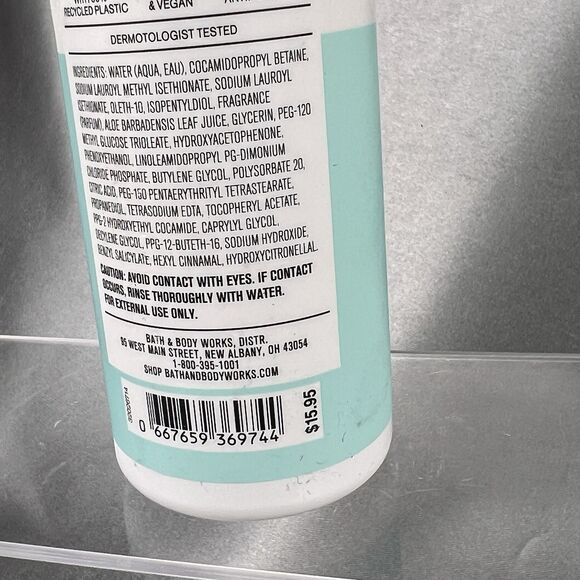 RECYCLED PLASTIC & VEGAN
DERMOTOLOGIST TESTED
INGREDIENTS: WATER (AQUA, EAU), COCAMIDOPROPYL BETAINE,
SODIUM LAUROYL METHYL ISETHIONATE, SODIUM LAUROYL
ISETHIONATE, OLETH-10, ISOPENTYLDIOL, FRAGRANCE
(PARFUM), ALOE BARBADENSIS LEAF JUICE, GLYCERIN, PEG-120
METHYL GLUCOSE TRIOLEATE, HYDROXYACETOPHENONE,
PHENOXYETHANOL, LINOLEAMIDOPROPYL PG-DIMONIUM
CHLORIDE PHOSPHATE, BUTYLENE GLYCOL, POLYSORBATE 20,
CITRIC ACID, PEG-150 PENTAERYTHRITYL TETRASTEARATE,
PROPANEDIOL, TETRASODIUM EDTA, TOCOPHERYL ACETATE,
PPG-2 HYDROXYETHYL COCAMIDE, CAPRYLYL GLYCOL,
DECYLENE GLYCOL, PPG-12-BUTETH-16, SODIUM HYDROXIDE,
BENZYL SALICYLATE, HEXYL CINNAMAL, HYDROXYCITRONELLAL.
CAUTION: AVOID CONTACT WITH EYES. IF CONTACT
OCCURS, RINSE THOROUGHLY WITH WATER.
FOR EXTERNAL USE ONLY.
BATH & BODY WORKS, DISTR.
95 WEST MAIN STREET, NEW ALBANY, OH 43054
1-800-395-1001
SHOP BATHANDBODYWORKS.COM
0 667659 369744
$15.95